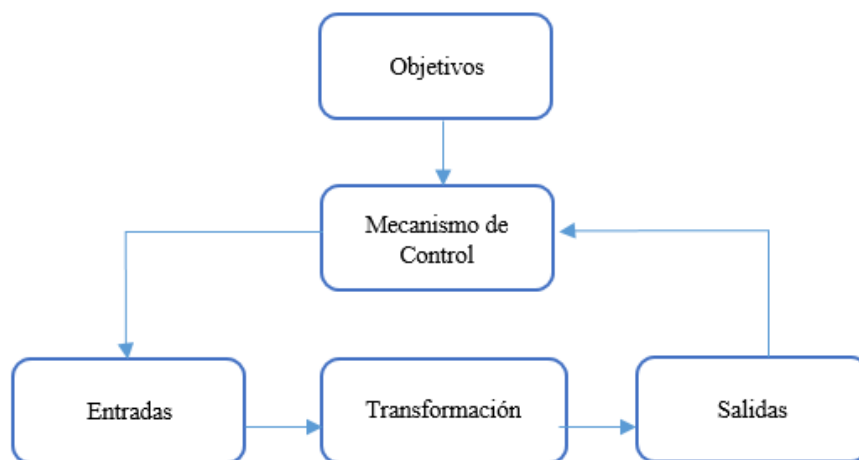 Objetivos
Mecanismo de
Control
Entradas
Transformación
Salidas